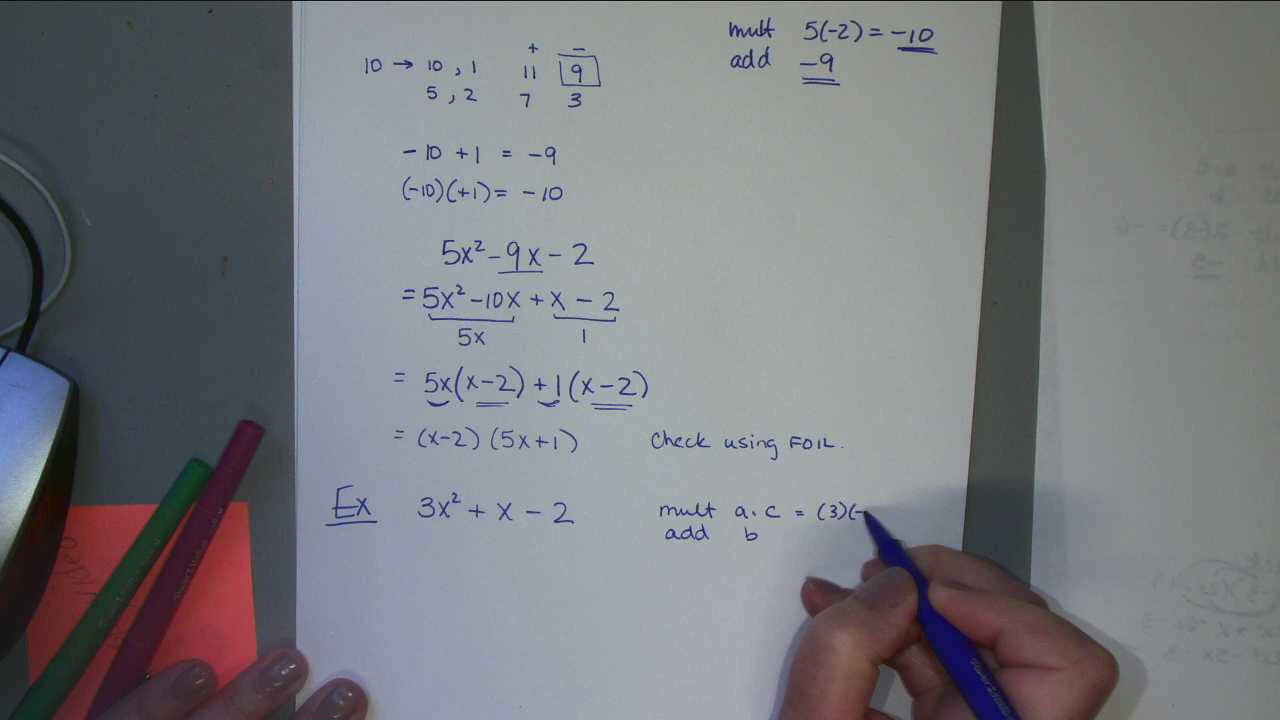 mult 5(-2) = -10
add -9
+ -
10 → 10 , 1 11 9
5 , 2 7 3
-10 +1 = -9
(-10)(+1) = -10
5x² - 9x - 2
= 5x² - 10x + x - 2
5x 1
= 5x(x-2) + 1(x-2)
= (x-2) (5x+1) Check using FOIL.
Ex 3x² + x - 2 mult a · c = (3)(-
add b